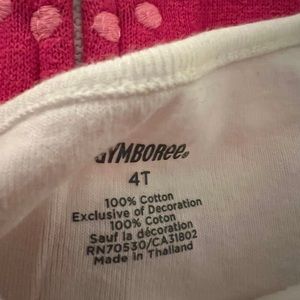 GYMBOREE®
4T
100% Cotton
Exclusive of Decoration
100% Coton
Sauf la décoration
RN70530/CA31802
Made in Thailand